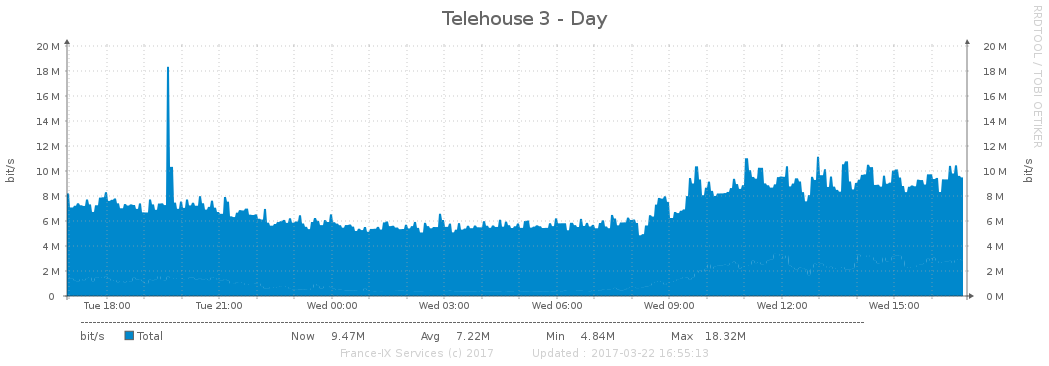 Telehouse 3 - Day
RRDTOOL / TOBI OETIKER
bit/s
bit/s
20 M 20 M
18 M 18 M
16 M 16 M
14 M 14 M
12 M 12 M
10 M 10 M
8 M 8 M
6 M 6 M
4 M 4 M
2 M 2 M
0 0 M
Tue 18:00 Tue 21:00 Wed 00:00 Wed 03:00 Wed 06:00 Wed 09:00 Wed 12:00 Wed 15:00
bit/s Total Now 9.47M Avg 7.22M Min 4.84M Max 18.32M
France-IX Services (c) 2017 Updated : 2017-03-22 16:55:13